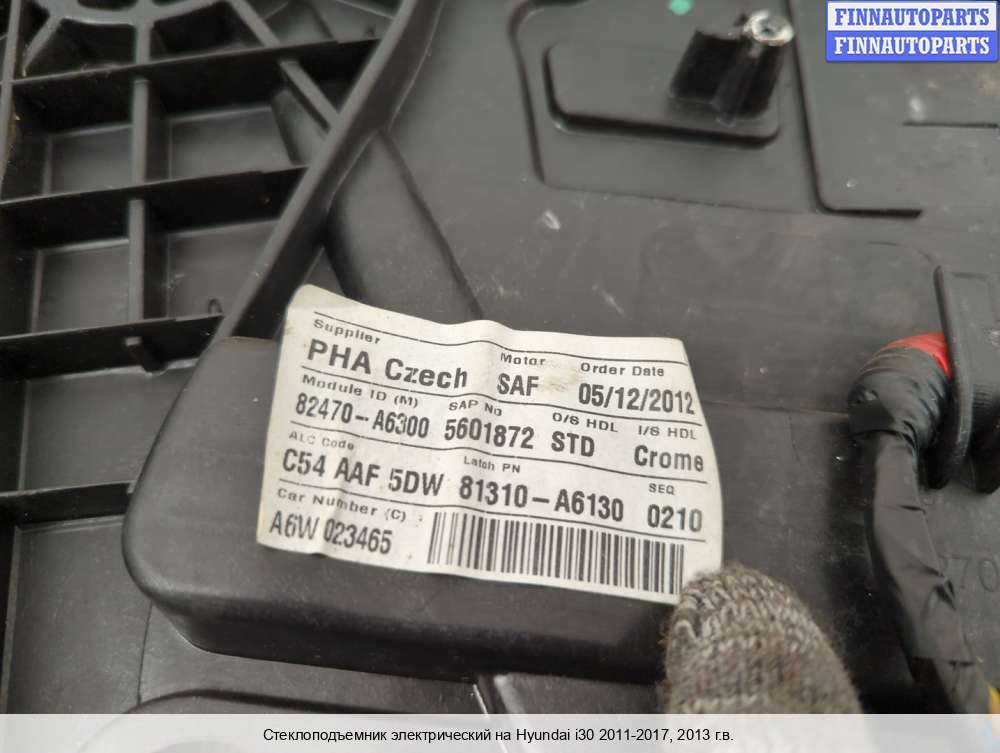 FINNAUTOPARTS
FINNAUTOPARTS
Supplier Motor Order Date
PHA Czech SAF 05/12/2012
Module ID (M) SAP No O/S HDL I/S HDL
82470-A6300 5601872 STD Crome
ALC Code Latch PN SEQ
C54 AAF 5DW 81310-A6130 0210
Car Number (C)
A6W 023465
Стеклоподъемник электрический на Hyundai i30 2011-2017, 2013 г.в.